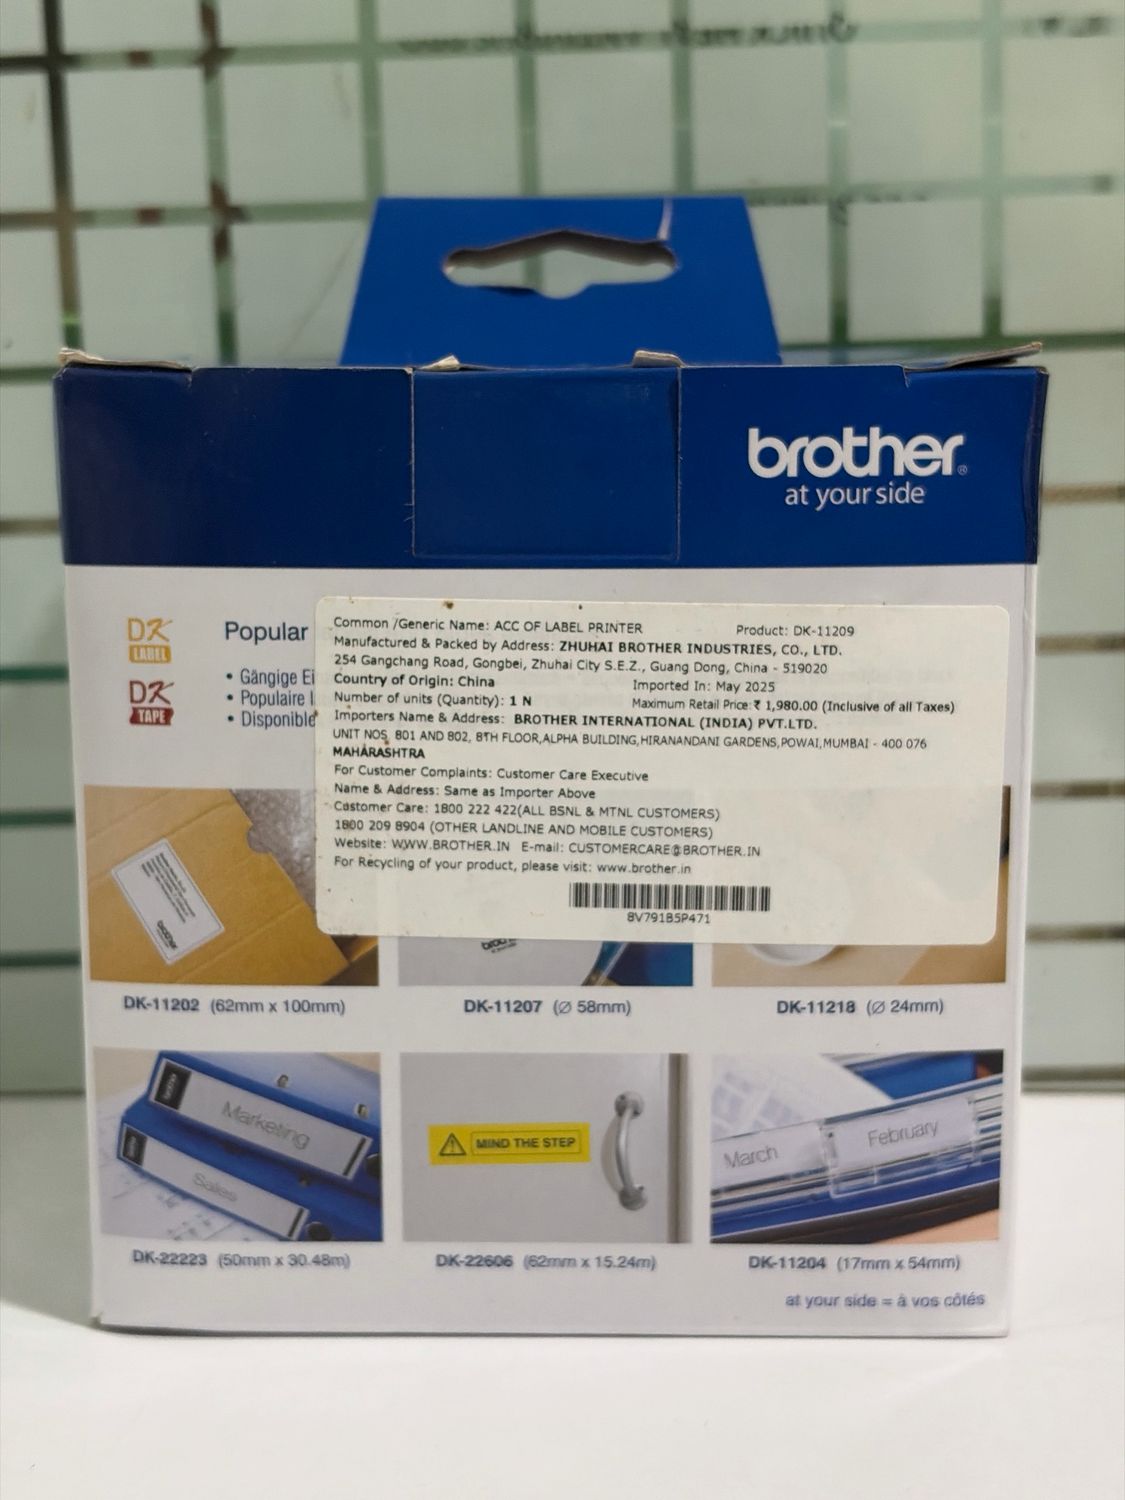 brother®
at your side
DK
LABEL
DK
TAPE
Popular
• Gängige Ei
• Populaire I
• Disponible
Common /Generic Name: ACC OF LABEL PRINTER Product: DK-11209
Manufactured & Packed by Address: ZHUHAI BROTHER INDUSTRIES, CO., LTD.
254 Gangchang Road, Gongbei, Zhuhai City S.E.Z., Guang Dong, China - 519020
Country of Origin: China Imported In: May 2025
Number of units (Quantity): 1 N Maximum Retail Price:₹ 1,980.00 (Inclusive of all Taxes)
Importers Name & Address: BROTHER INTERNATIONAL (INDIA) PVT.LTD.
UNIT NOS. 801 AND 802, 8TH FLOOR,ALPHA BUILDING,HIRANANDANI GARDENS,POWAI,MUMBAI - 400 076
MAHARASHTRA
For Customer Complaints: Customer Care Executive
Name & Address: Same as Importer Above
Customer Care: 1800 222 422(ALL BSNL & MTNL CUSTOMERS)
1800 209 8904 (OTHER LANDLINE AND MOBILE CUSTOMERS)
Website: WWW.BROTHER.IN E-mail: CUSTOMERCARE@BROTHER.IN
For Recycling of your product, please visit: www.brother.in
8V791B5P471
brother
DK-11202 (62mm x 100mm)
DK-11207 (∅ 58mm)
DK-11218 (∅ 24mm)
brother
Marketing
brother
Sales
MIND THE STEP
March
February
DK-22223 (50mm x 30.48m)
DK-22606 (62mm x 15.24m)
DK-11204 (17mm x 54mm)
at your side = à vos côtés